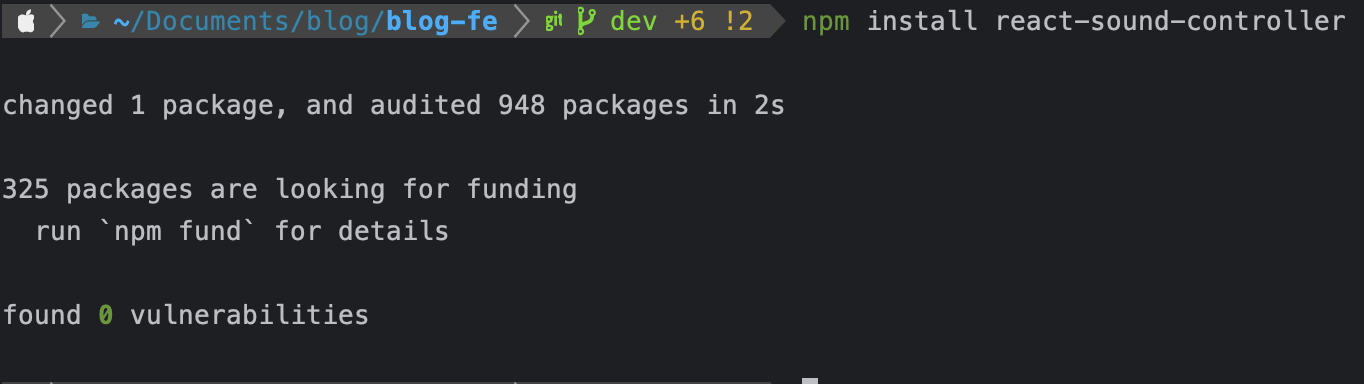 ~/Documents/blog/blog-fe git dev +6 !2 npm install react-sound-controller
changed 1 package, and audited 948 packages in 2s
325 packages are looking for funding
run `npm fund` for details
found 0 vulnerabilities